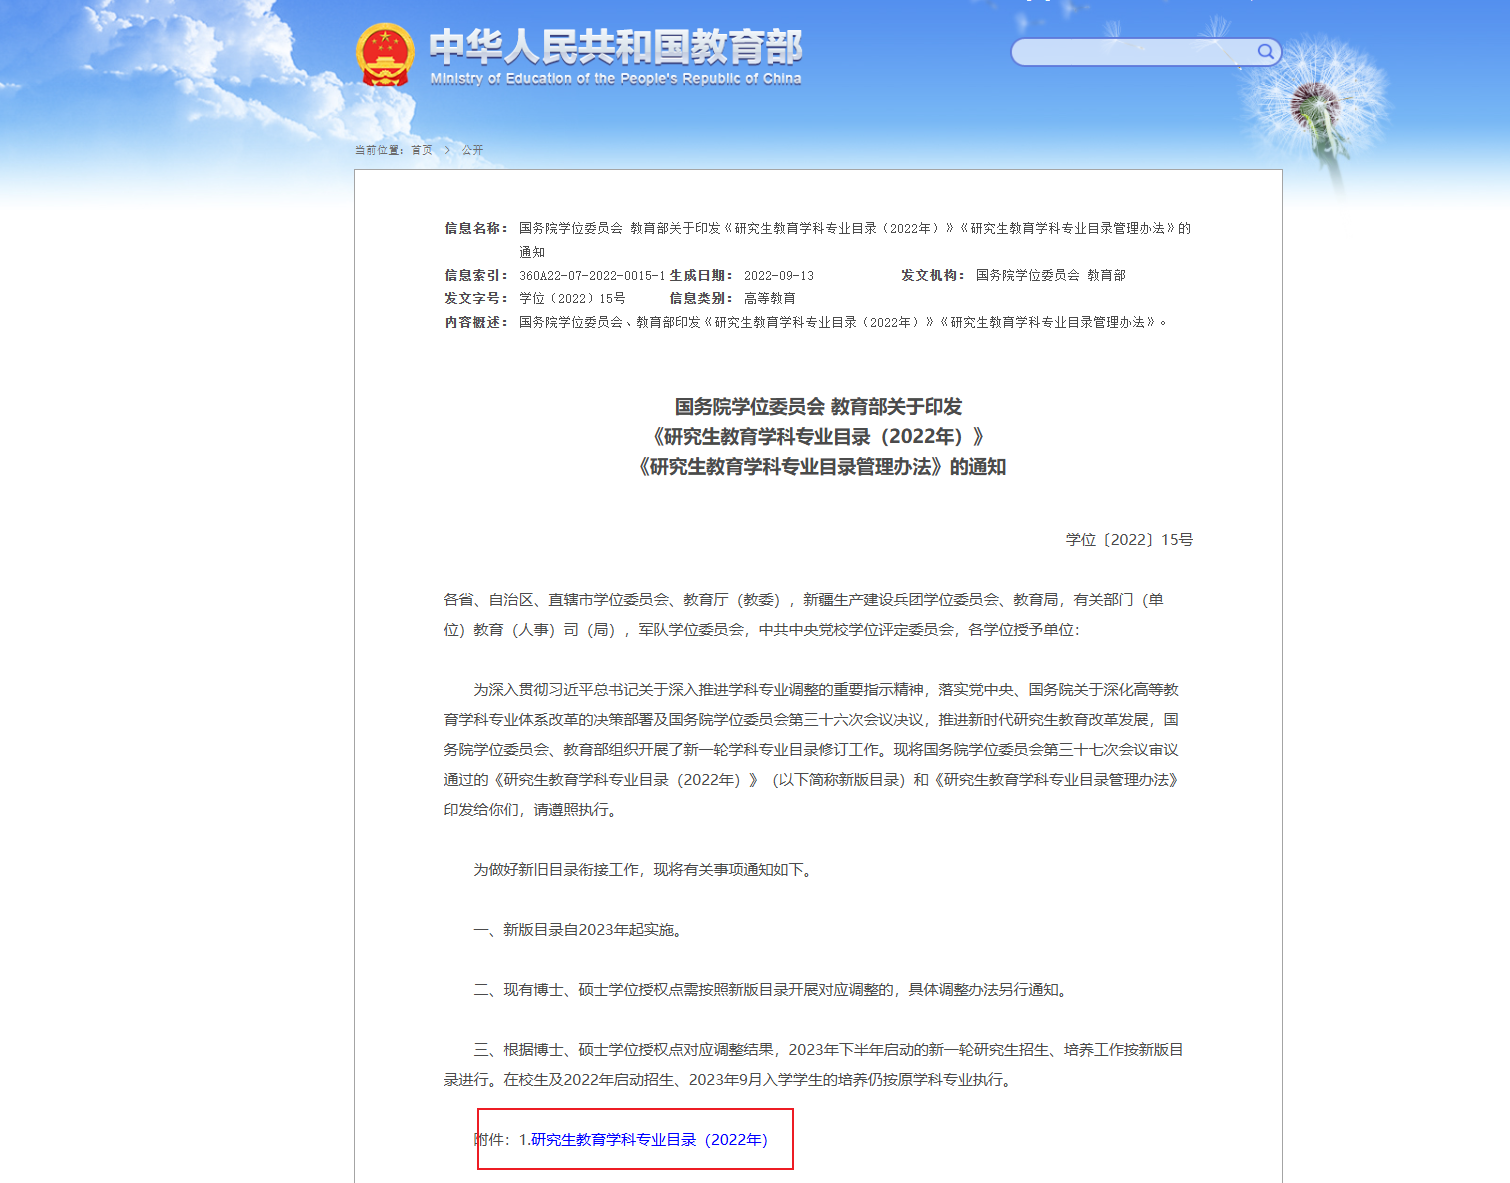 中华人民共和国教育部
Ministry of Education of the People's Republic of China
当前位置：首页 > 公开
信息名称： 国务院学位委员会 教育部关于印发《研究生教育学科专业目录（2022年）》《研究生教育学科专业目录管理办法》的
通知
信息索引： 360A22-07-2022-0015-1 生成日期： 2022-09-13 发文机构： 国务院学位委员会 教育部
发文字号： 学位（2022）15号 信息类别： 高等教育
内容概述： 国务院学位委员会、教育部印发《研究生教育学科专业目录（2022年）》《研究生教育学科专业目录管理办法》。
国务院学位委员会 教育部关于印发
《研究生教育学科专业目录（2022年）》
《研究生教育学科专业目录管理办法》的通知
学位〔2022〕15号
各省、自治区、直辖市学位委员会、教育厅（教委），新疆生产建设兵团学位委员会、教育局，有关部门（单
位）教育（人事）司（局），军队学位委员会，中共中央党校学位评定委员会，各学位授予单位：
为深入贯彻习近平总书记关于深入推进学科专业调整的重要指示精神，落实党中央、国务院关于深化高等教
育学科专业体系改革的决策部署及国务院学位委员会第三十六次会议决议，推进新时代研究生教育改革发展，国
务院学位委员会、教育部组织开展了新一轮学科专业目录修订工作。现将国务院学位委员会第三十七次会议审议
通过的《研究生教育学科专业目录（2022年）》（以下简称新版目录）和《研究生教育学科专业目录管理办法》
印发给你们，请遵照执行。
为做好新旧目录衔接工作，现将有关事项通知如下。
一、新版目录自2023年起实施。
二、现有博士、硕士学位授权点需按照新版目录开展对应调整的，具体调整办法另行通知。
三、根据博士、硕士学位授权点对应调整结果，2023年下半年启动的新一轮研究生招生、培养工作按新版目
录进行。在校生及2022年启动招生、2023年9月入学学生的培养仍按原学科专业执行。
附件：1.研究生教育学科专业目录（2022年）